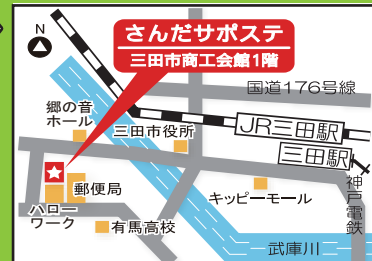 N
さんだサポステ
三田市商工会館1階
国道176号線
郷の音
ホール
三田市役所
JR三田駅
三田駅
神戸電鉄
郵便局
ハロー
ワーク
有馬高校
キッピーモール
武庫川